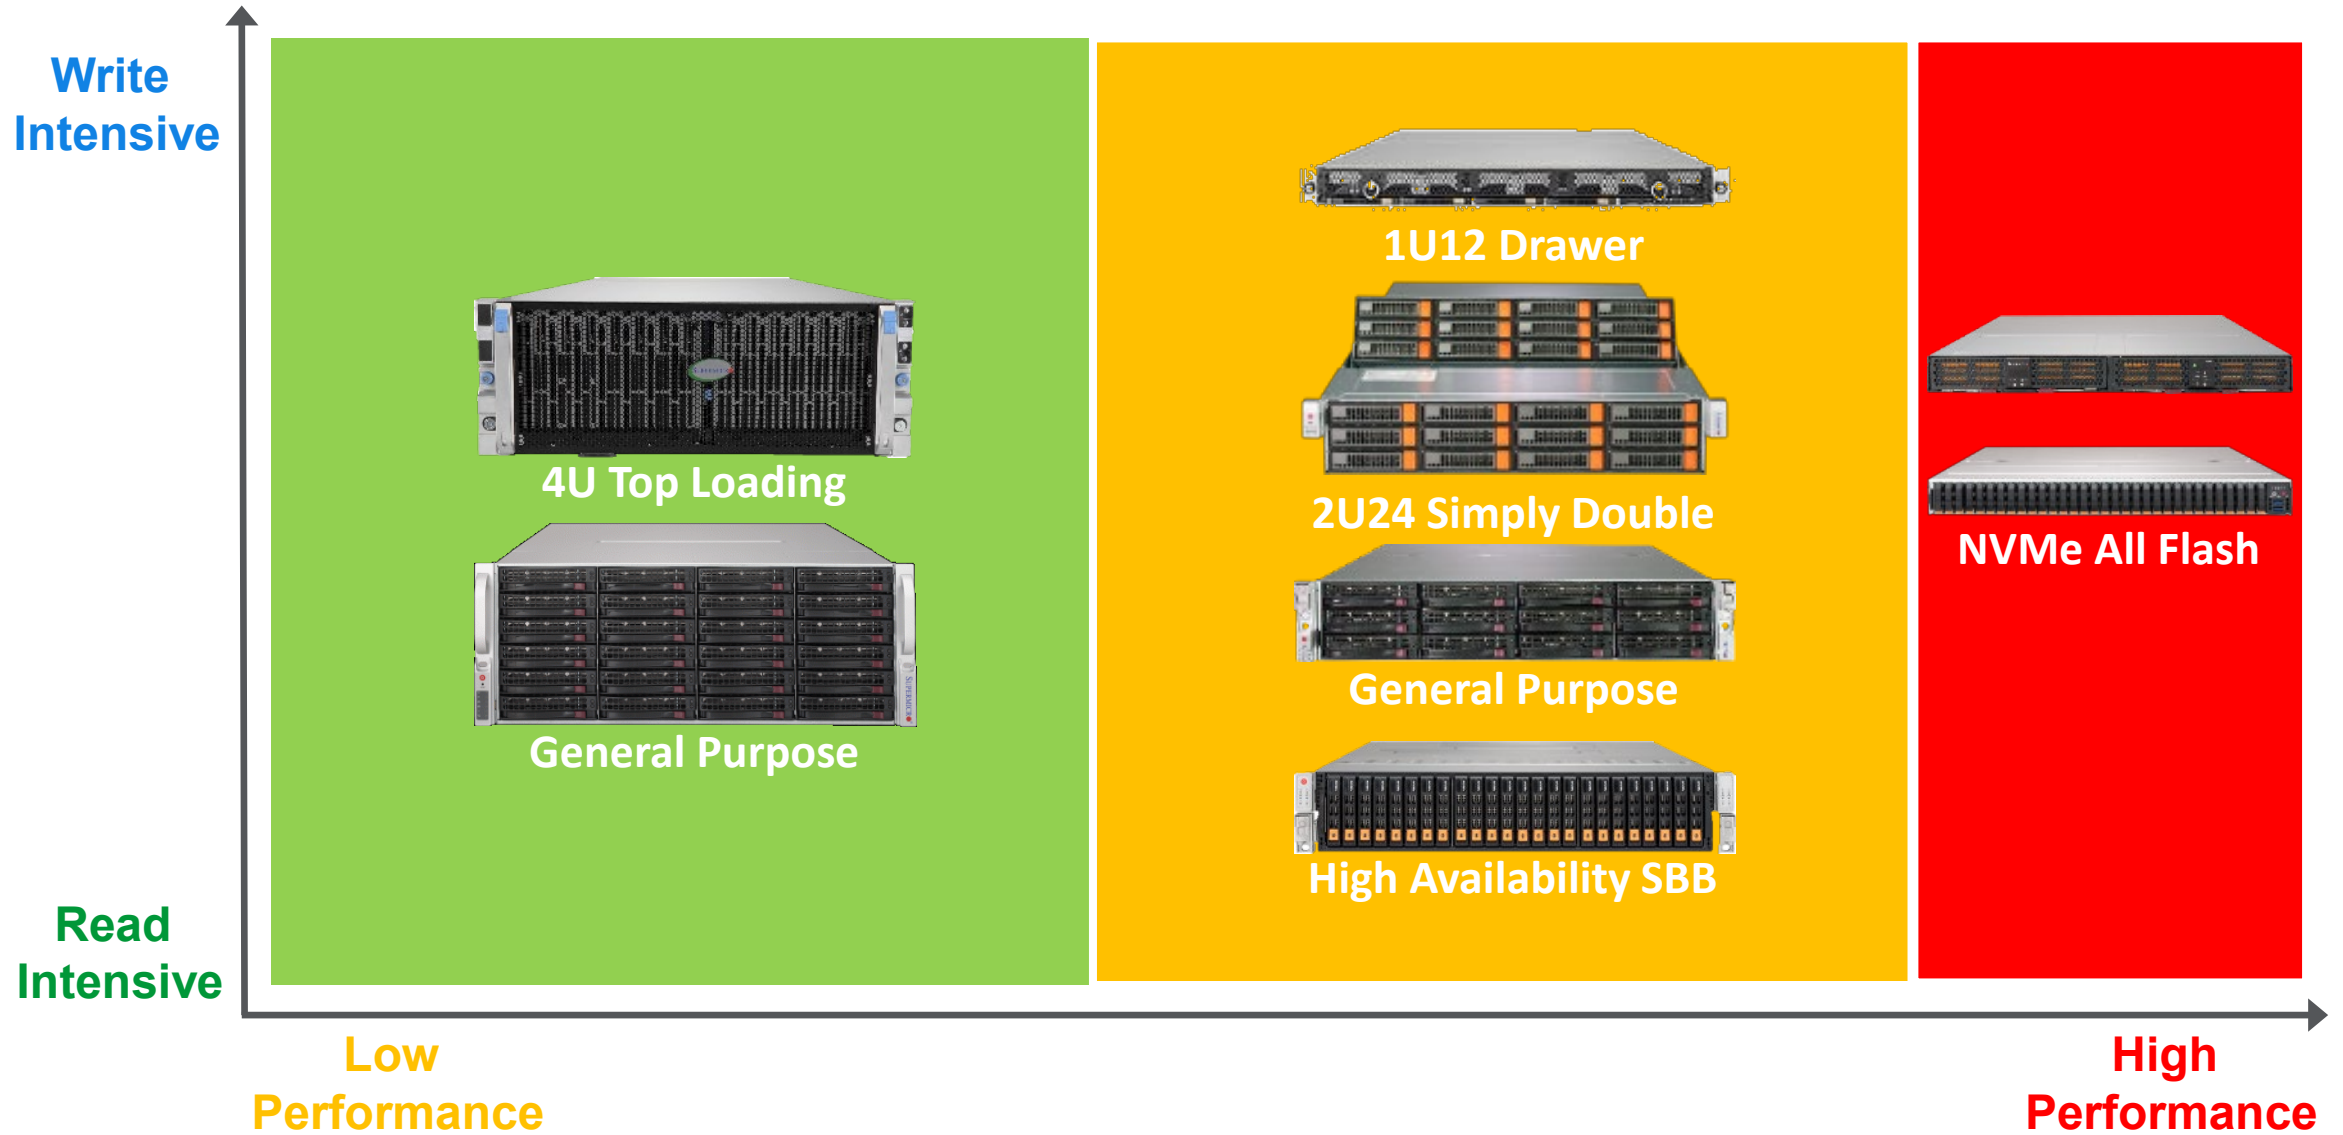 Write
Intensive
1U12 Drawer
4U Top Loading
2U24 Simply Double
NVMe All Flash
General Purpose
SUPERMICRO
General Purpose
High Availability SBB
Read
Intensive
Low
Performance
High
Performance